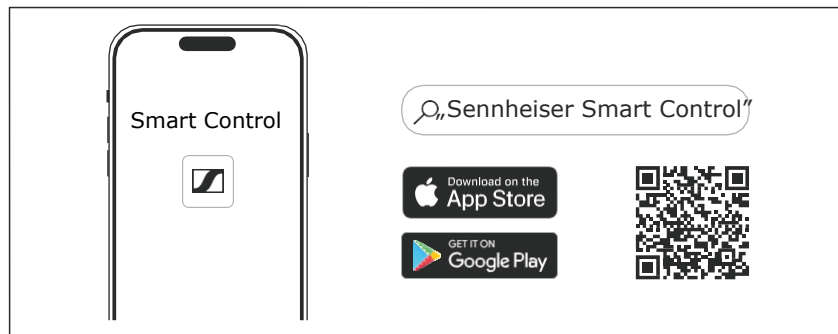 Smart Control
„Sennheiser Smart Control”
Download on the
App Store
GET IT ON
Google Play